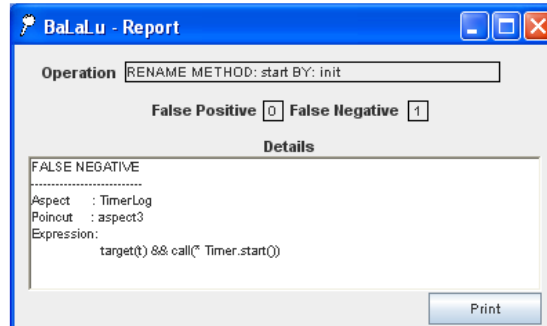 BaLaLu - Report
Operation RENAME METHOD: start BY: init
False Positive 0 False Negative 1
Details
FALSE NEGATIVE
--------------------------
Aspect : TimerLog
Poincut : aspect3
Expression:
target(t) && call(* Timer.start())
Print